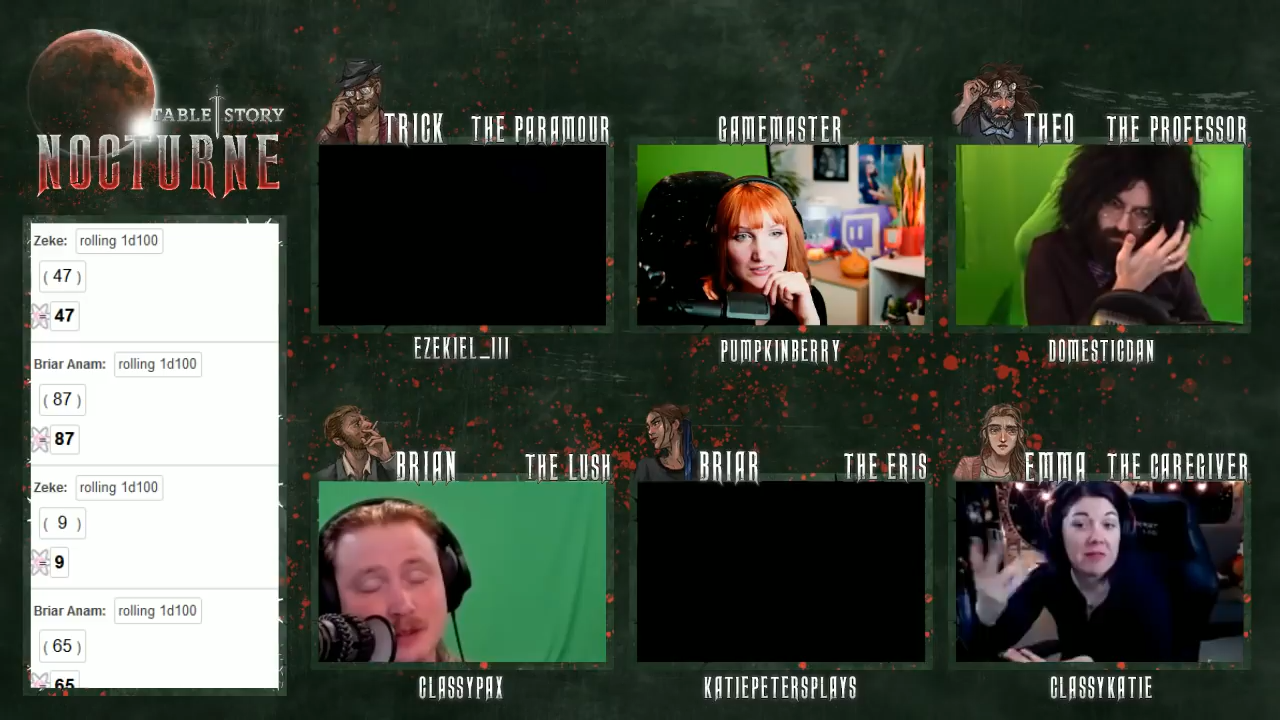 TABLE STORY
NOCTURNE
Zeke: rolling 1d100
( 47 )
= 47
Briar Anam: rolling 1d100
( 87 )
= 87
Zeke: rolling 1d100
( 9 )
= 9
Briar Anam: rolling 1d100
( 65 )
= 65
TRICK THE PARAMOUR
EZEKIEL_III
GAMEMASTER
PUMPKINBERRY
THEO THE PROFESSOR
DOMESTICDAN
BRIAN THE LUSH
CLASSYPAX
BRIAR THE ERIS
KATIEPETERSPLAYS
EMMA THE CAREGIVER
CLASSYKATIE